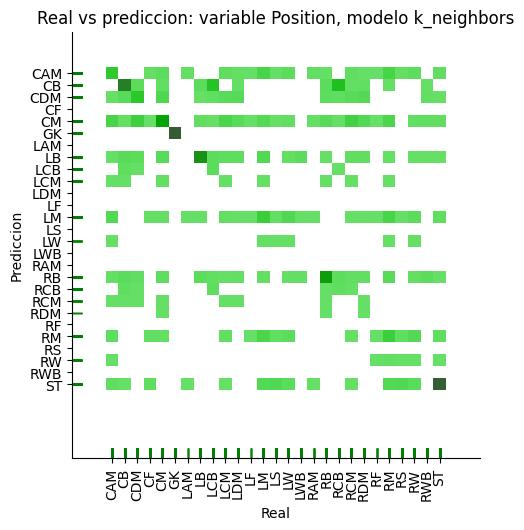 Real vs prediccion: variable Position, modelo k_neighbors
Prediccion
CAM
CB
CDM
CF
CM
GK
LAM
LB
LCB
LCM
LDM
LF
LM
LS
LW
LWB
RAM
RB
RCB
RCM
RDM
RF
RM
RS
RW
RWB
ST
CAM CB CDM CF CM GK LAM LB LCB LCM LDM LF LM LS LW LWB RAM RB RCB RCM RDM RF RM RS RW RWB ST
Real